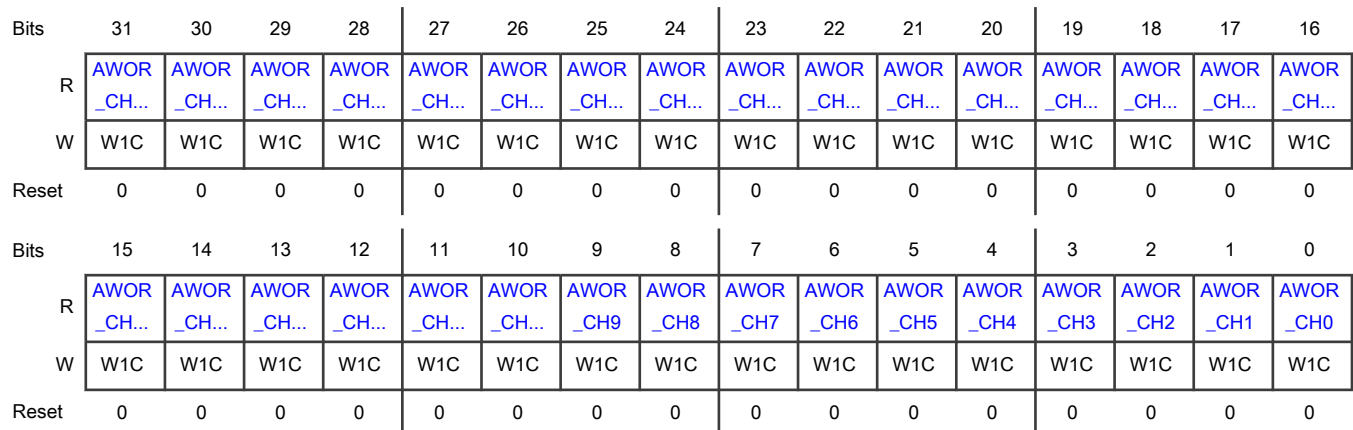 Bits 31 30 29 28 27 26 25 24 23 22 21 20 19 18 17 16
R AWOR AWOR AWOR AWOR AWOR AWOR AWOR AWOR AWOR AWOR AWOR AWOR AWOR AWOR AWOR AWOR
_CH... _CH... _CH... _CH... _CH... _CH... _CH... _CH... _CH... _CH... _CH... _CH... _CH... _CH... _CH... _CH...
W W1C W1C W1C W1C W1C W1C W1C W1C W1C W1C W1C W1C W1C W1C W1C W1C
Reset 0 0 0 0 0 0 0 0 0 0 0 0 0 0 0 0
Bits 15 14 13 12 11 10 9 8 7 6 5 4 3 2 1 0
R AWOR AWOR AWOR AWOR AWOR AWOR AWOR AWOR AWOR AWOR AWOR AWOR AWOR AWOR AWOR AWOR
_CH... _CH... _CH... _CH... _CH... _CH... _CH9 _CH8 _CH7 _CH6 _CH5 _CH4 _CH3 _CH2 _CH1 _CH0
W W1C W1C W1C W1C W1C W1C W1C W1C W1C W1C W1C W1C W1C W1C W1C W1C
Reset 0 0 0 0 0 0 0 0 0 0 0 0 0 0 0 0